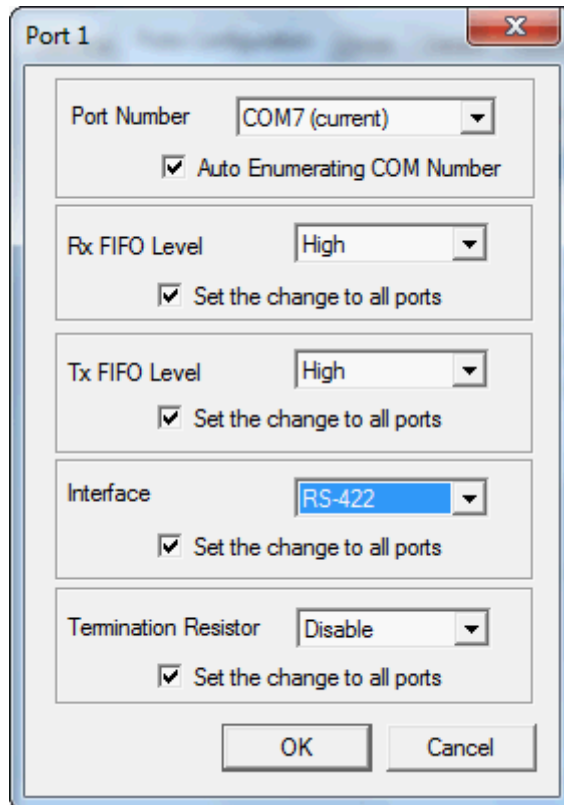 Port 1
Port Number COM7 (current)
Auto Enumerating COM Number
Rx FIFO Level High
Set the change to all ports
Tx FIFO Level High
Set the change to all ports
Interface RS-422
Set the change to all ports
Termination Resistor Disable
Set the change to all ports
OK Cancel